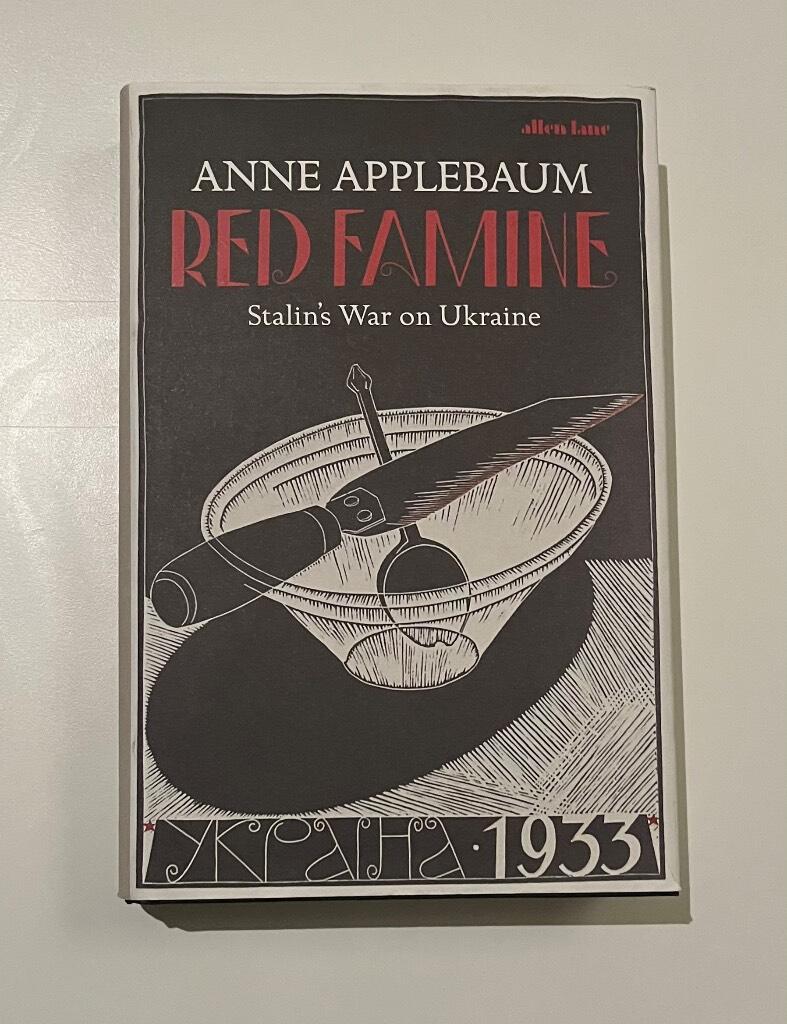 allen lane
ANNE APPLEBAUM
RED FAMINE
Stalin's War on Ukraine
УКРАЇНА · 1933